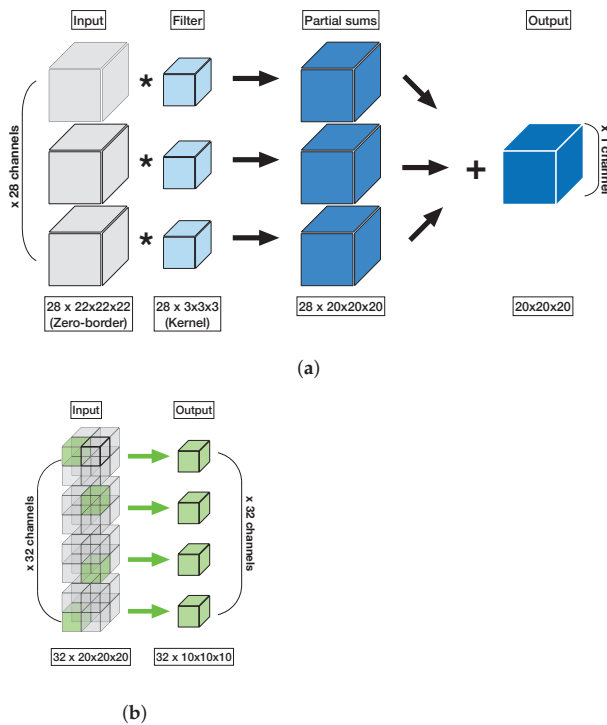 Input
Filter
Partial sums
Output
x 28 channels
*
*
*
+
x 1 channel
28 x 22x22x22
(Zero-border)
28 x 3x3x3
(Kernel)
28 x 20x20x20
20x20x20
(a)
Input
Output
x 32 channels
x 32 channels
32 x 20x20x20
32 x 10x10x10
(b)